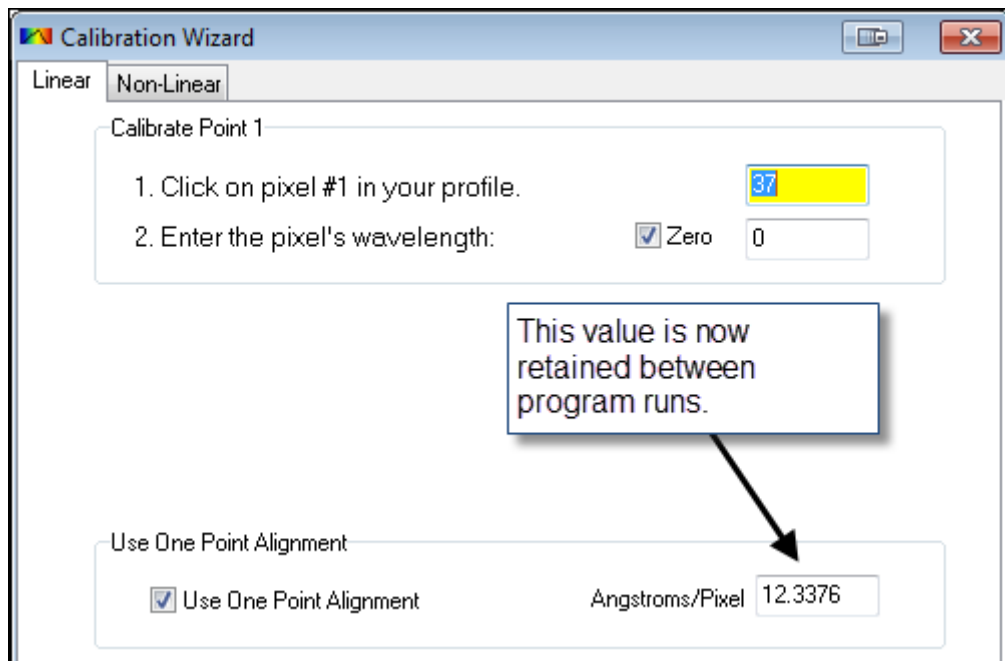 Calibration Wizard
Linear
Non-Linear
Calibrate Point 1
1. Click on pixel #1 in your profile.
37
2. Enter the pixel's wavelength:
Zero
0
This value is now
retained between
program runs.
Use One Point Alignment
Use One Point Alignment
Angstroms/Pixel
12.3376